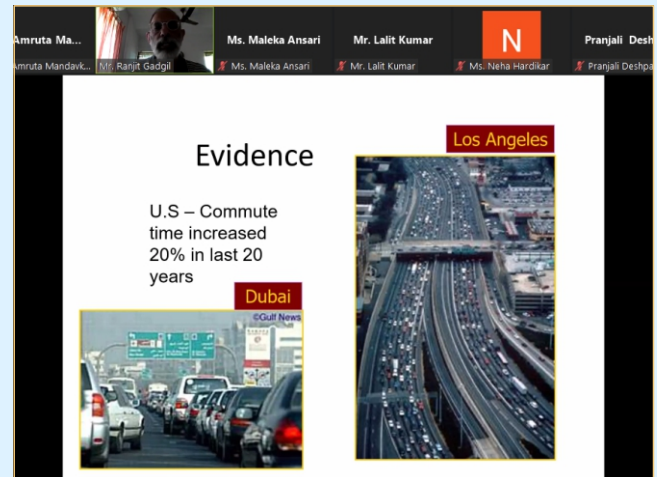 Amruta Ma...
Ms. Maleka Ansari
Mr. Lalit Kumar
N
Pranjali Desh
Amruta Mandavk...
Mr. Ranjit Gadgil
Ms. Maleka Ansari
Mr. Lalit Kumar
Ms. Neha Hardikar
Pranjali Deshpa
Evidence
Los Angeles
U.S – Commute
time increased
20% in last 20
years
Dubai
©Gulf News